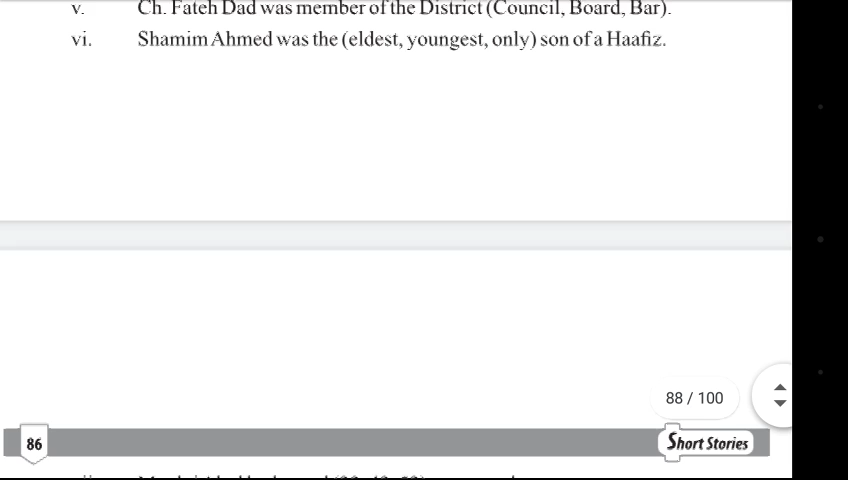 v. Ch. Fateh Dad was member of the District (Council, Board, Bar).
vi. Shamim Ahmed was the (eldest, youngest, only) son of a Haafiz.
88 / 100
86
Short Stories